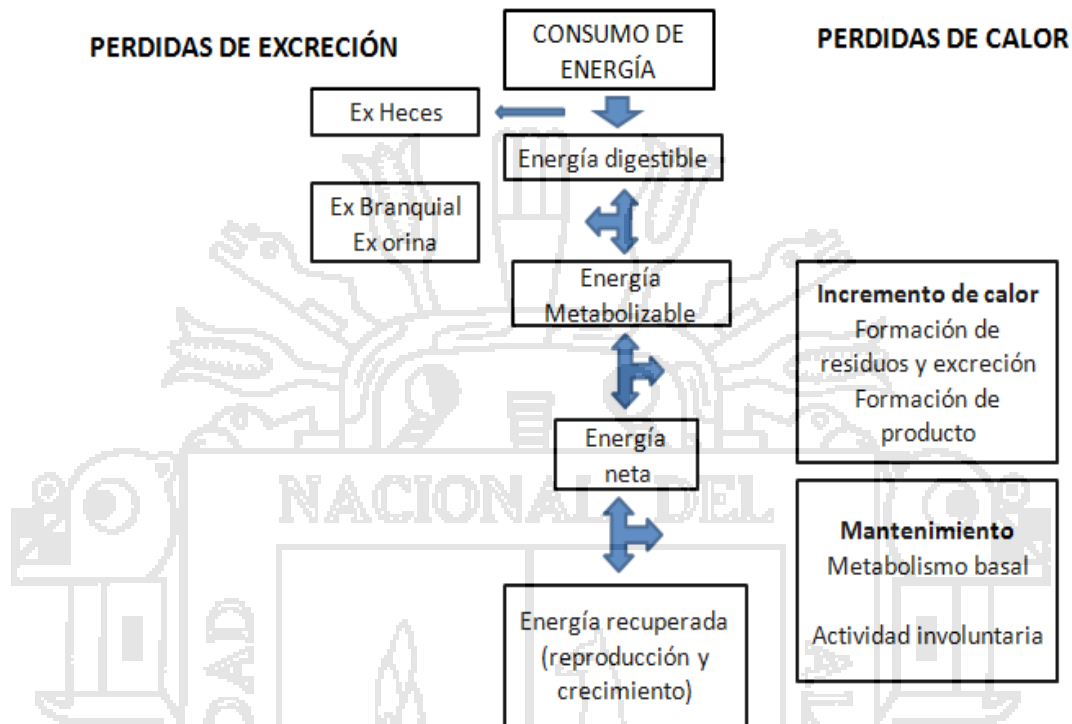 PERDIDAS DE EXCRECIÓN
CONSUMO DE
ENERGÍA
PERDIDAS DE CALOR
Ex Heces
Energía digestible
Ex Branquial
Ex orina
Energía
Metabolizable
Incremento de calor
Formación de
residuos y excreción
Formación de
producto
Energía
neta
NACIONAL DEL
Mantenimiento
Metabolismo basal
Actividad involuntaria
Energía recuperada
(reproducción y
crecimiento)